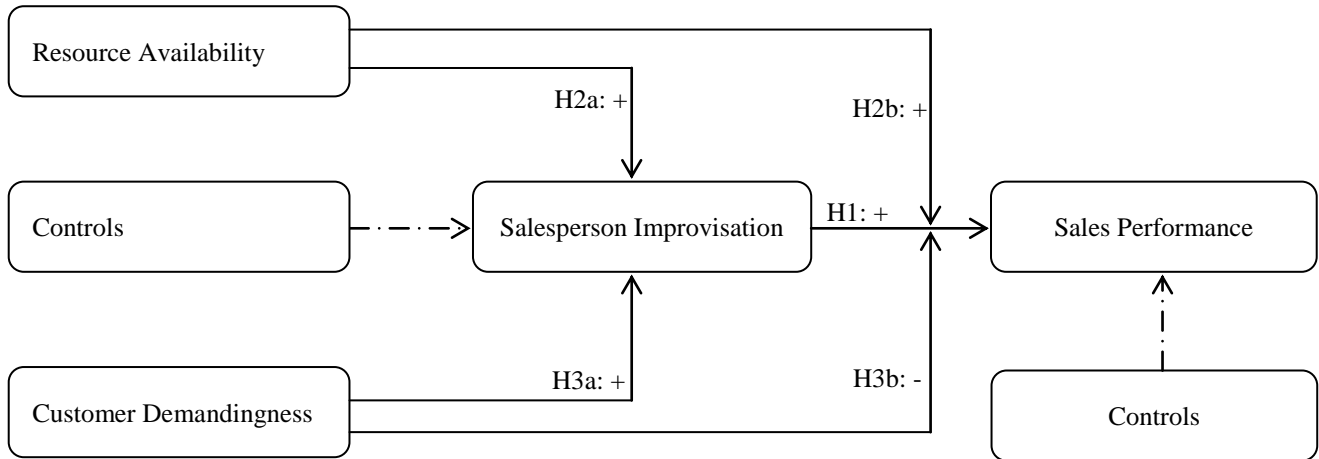 Resource Availability
H2a: +
H2b: +
Controls
Salesperson Improvisation
H1: +
Sales Performance
H3a: +
H3b: -
Customer Demandingness
Controls